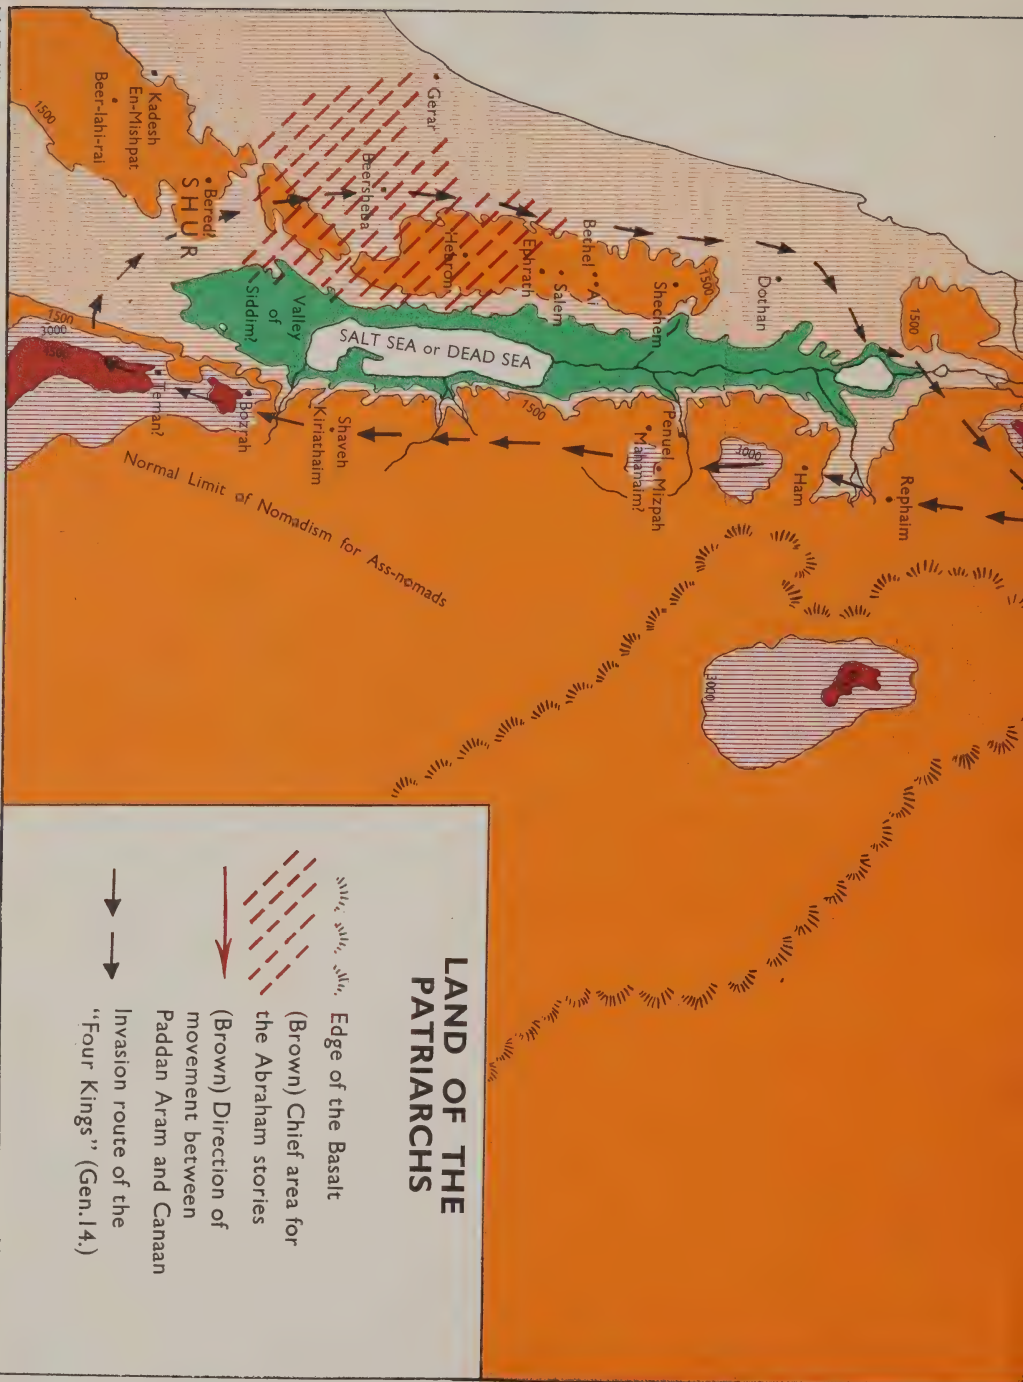 LAND OF THE
PATRIARCHS
Edge of the Basalt
(Brown) Chief area for
the Abraham stories
(Brown) Direction of
movement between
Paddan Aram and Canaan
Invasion route of the
"Four Kings" (Gen.14.)
1500
Rephaim
Dothan
Ham
1500
Shechem
3000
Penuel
Mizpah
Mahanaim?
Bethel
Ai
Salem
Ephrath
Gerar
Hebron
1500
SALT SEA or DEAD SEA
Beersheba
Shaveh
Kiriathaim
Valley
of
Siddim?
Bozrah
Bered?
SHUR
Kadesh
En-Mishpat
Beer-lahi-rai
1500
Teman?
1500
3000
4500
3000
Normal Limit of Nomadism for Ass-nomads